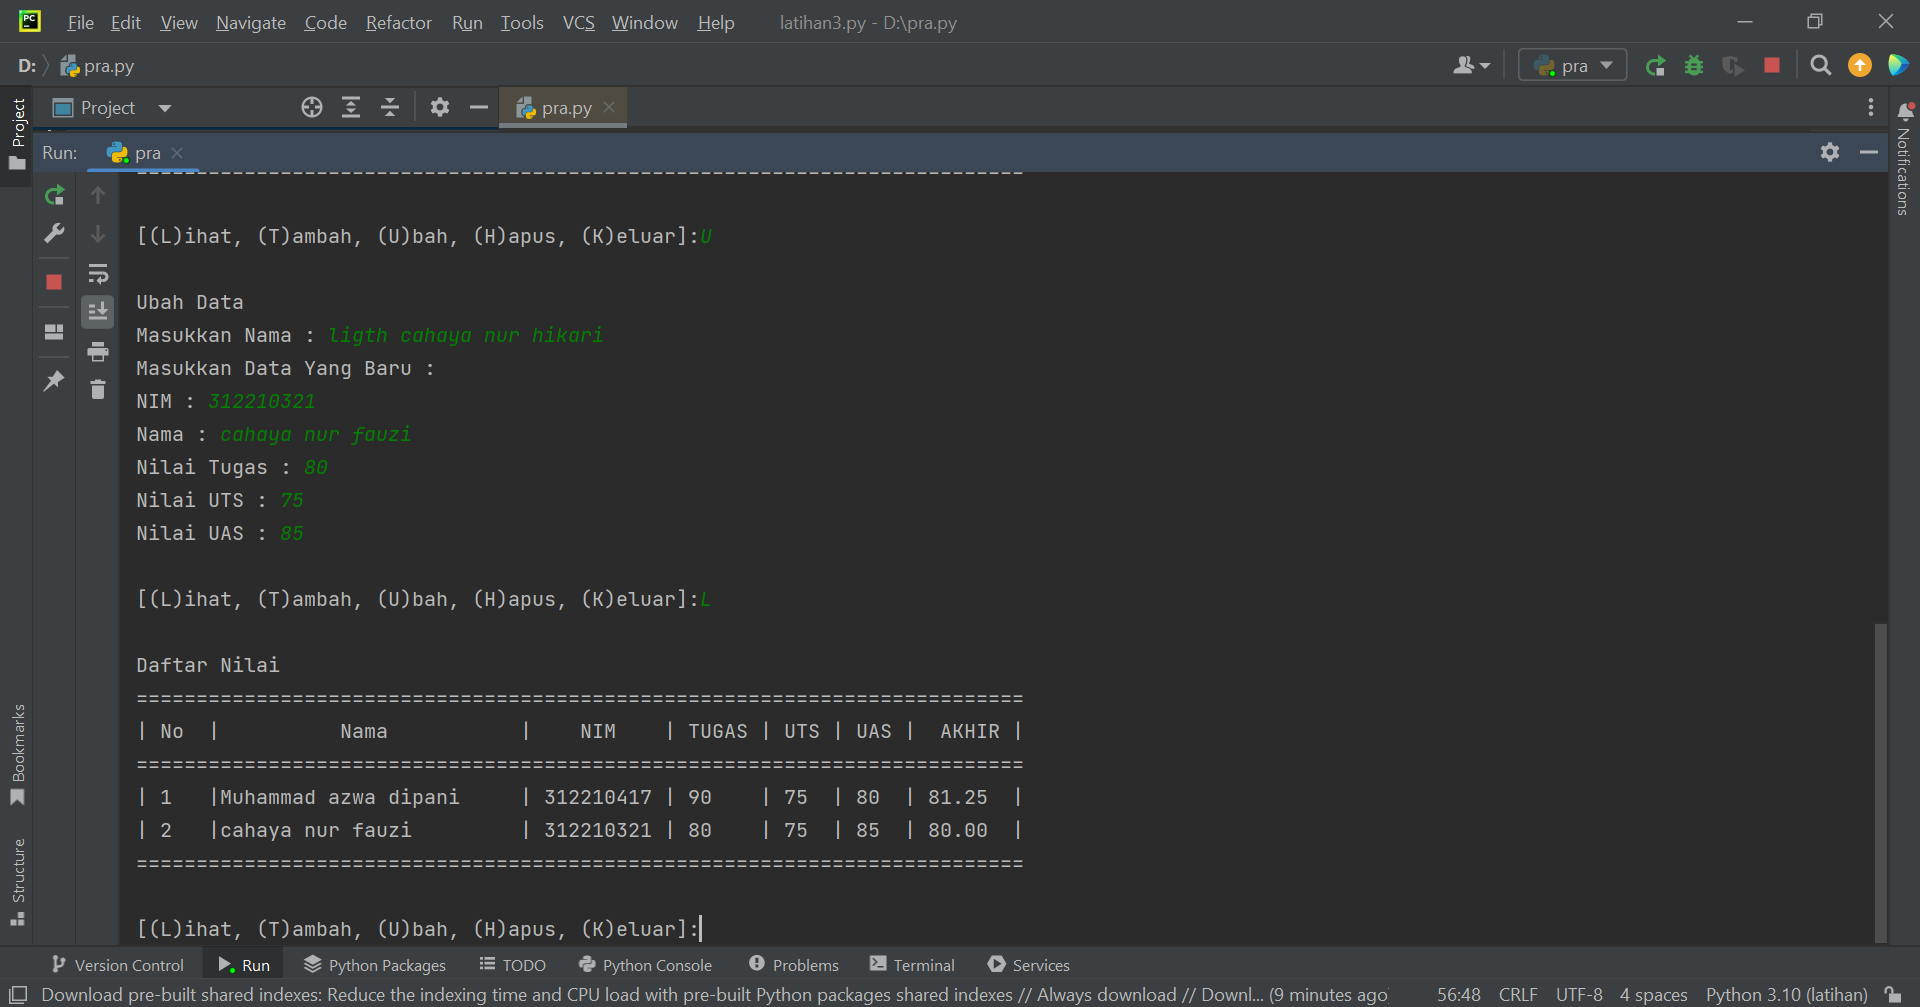 File Edit View Navigate Code Refactor Run Tools VCS Window Help latihan3.py - D:\pra.py
D: pra.py
pra
Project
pra.py
Run: pra
Project
Notifications
[(L)ihat, (T)ambah, (U)bah, (H)apus, (K)eluar]:U
Ubah Data
Masukkan Nama : ligth cahaya nur hikari
Masukkan Data Yang Baru :
NIM : 312210321
Nama : cahaya nur fauzi
Nilai Tugas : 80
Nilai UTS : 75
Nilai UAS : 85
[(L)ihat, (T)ambah, (U)bah, (H)apus, (K)eluar]:L
Daftar Nilai
==========================================================================
| No  |          Nama           |    NIM    | TUGAS | UTS | UAS |  AKHIR |
==========================================================================
| 1   |Muhammad azwa dipani     | 312210417 | 90    | 75  | 80  | 81.25  |
| 2   |cahaya nur fauzi         | 312210321 | 80    | 75  | 85  | 80.00  |
==========================================================================
[(L)ihat, (T)ambah, (U)bah, (H)apus, (K)eluar]:
Bookmarks
Structure
Version Control Run Python Packages TODO Python Console Problems Terminal Services
Download pre-built shared indexes: Reduce the indexing time and CPU load with pre-built Python packages shared indexes // Always download // Downl... (9 minutes ago) 56:48 CRLF UTF-8 4 spaces Python 3.10 (latihan)